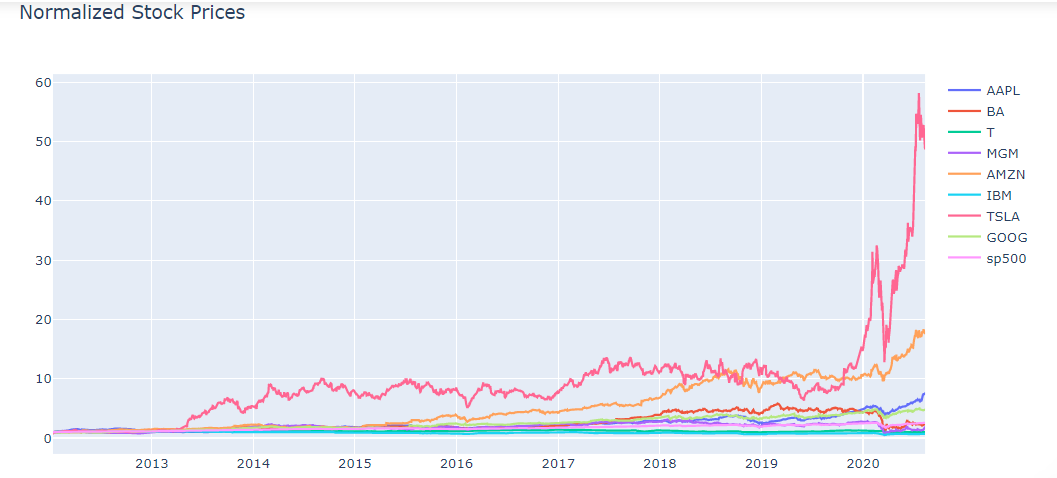 Normalized Stock Prices
60
50
40
30
20
10
0
2013 2014 2015 2016 2017 2018 2019 2020
AAPL
BA
T
MGM
AMZN
IBM
TSLA
GOOG
sp500